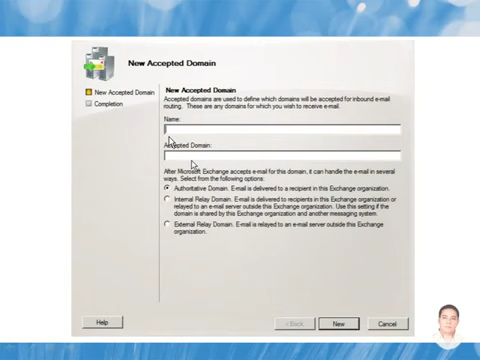 New Accepted Domain
New Accepted Domain
Completion
New Accepted Domain
Accepted domains are used to define which domains will be accepted for inbound e-mail
routing. These are any domains for which you wish to receive e-mail.
Name:
Accepted Domain:
After Microsoft Exchange accepts e-mail for this domain, it can handle the e-mail in several
ways. Select from the following options:
Authoritative Domain. E-mail is delivered to a recipient in this Exchange organization.
Internal Relay Domain. E-mail is delivered to recipients in this Exchange organization or
relayed to an e-mail server outside this Exchange organization. Use this setting if the
domain is shared by this Exchange organization and another messaging system.
External Relay Domain. E-mail is relayed to an e-mail server outside this Exchange
organization.
Help
< Back
New
Cancel